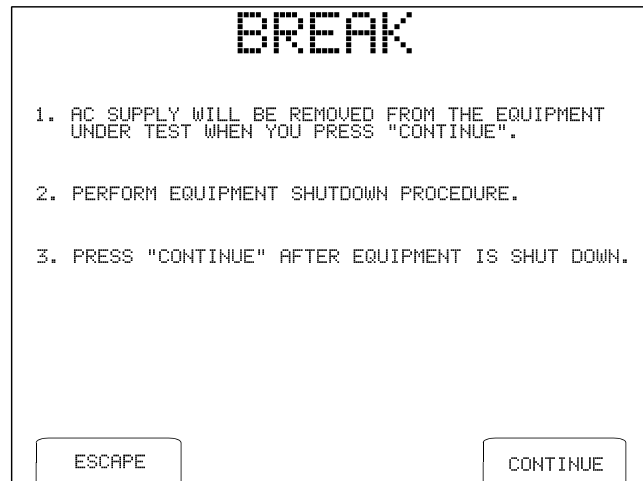 BREAK
1. AC SUPPLY WILL BE REMOVED FROM THE EQUIPMENT
UNDER TEST WHEN YOU PRESS "CONTINUE".
2. PERFORM EQUIPMENT SHUTDOWN PROCEDURE.
3. PRESS "CONTINUE" AFTER EQUIPMENT IS SHUT DOWN.
ESCAPE
CONTINUE